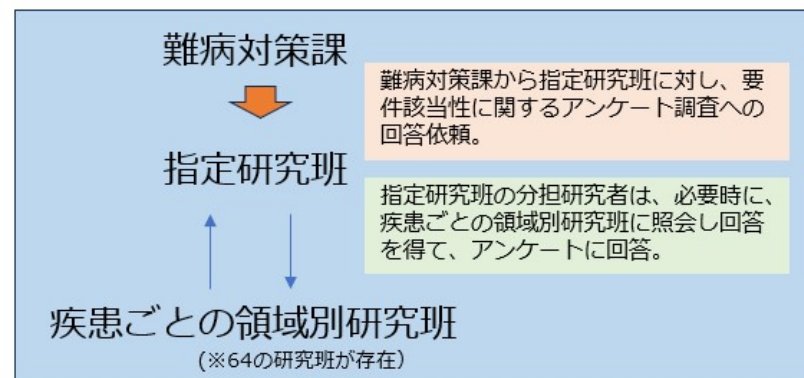 難病対策課
難病対策課から指定研究班に対し、要
件該当性に関するアンケート調査への
回答依頼。
指定研究班
指定研究班の分担研究者は、必要時に、
疾患ごとの領域別研究班に照会し回答
を得て、アンケートに回答。
疾患ごとの領域別研究班
(※64の研究班が存在)